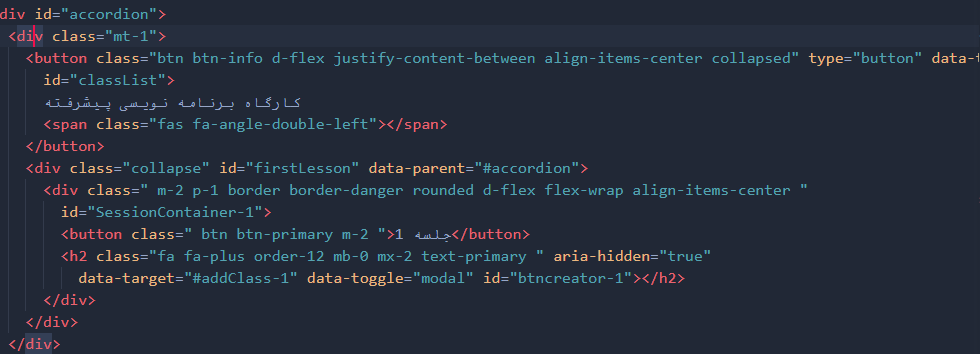 div id="accordion">
<div class="mt-1">
<button class="btn btn-info d-flex justify-content-between align-items-center collapsed" type="button" data-t
id="classList">
کارگاه برنامه نویسی پیشرفته
<span class="fas fa-angle-double-left"></span>
</button>
<div class="collapse" id="firstLesson" data-parent="#accordion">
<div class=" m-2 p-1 border border-danger rounded d-flex flex-wrap align-items-center "
id="SessionContainer-1">
<button class=" btn btn-primary m-2 ">جلسه 1</button>
<h2 class="fa fa-plus order-12 mb-0 mx-2 text-primary " aria-hidden="true"
data-target="#addClass-1" data-toggle="modal" id="btncreator-1"></h2>
</div>
</div>
</div>